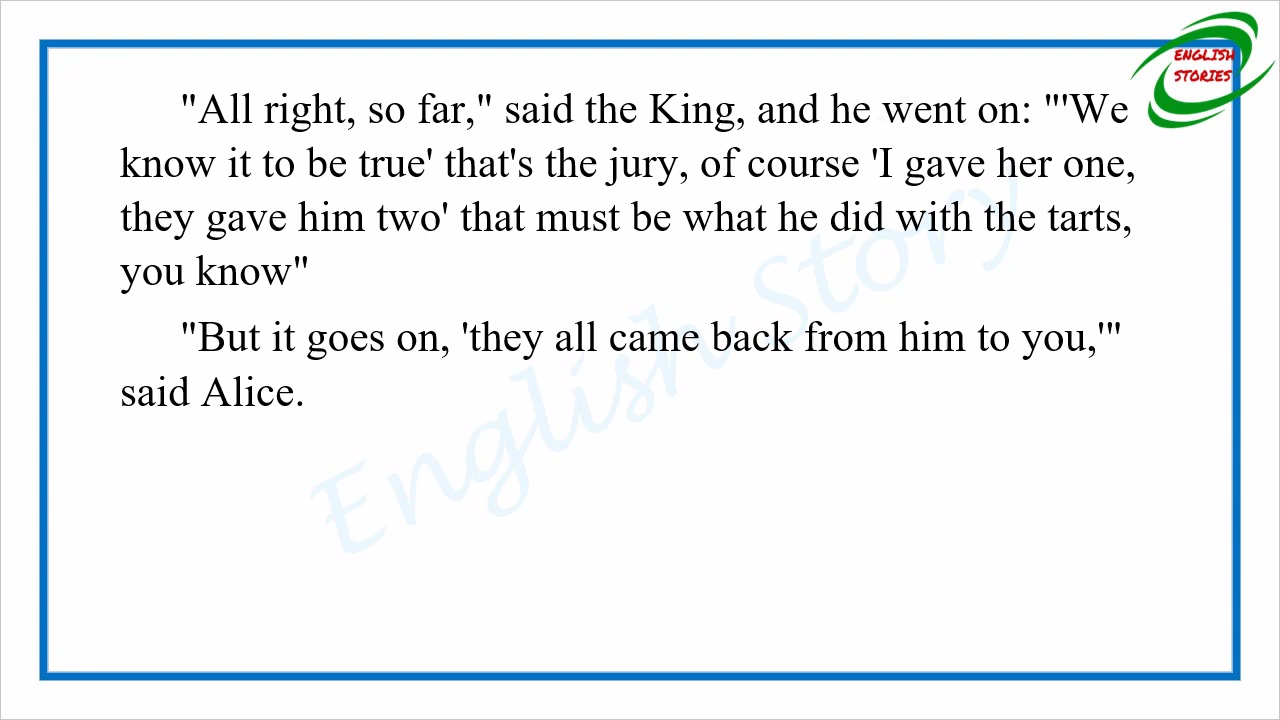 ENGLISH
STORIES
"All right, so far," said the King, and he went on: "'We
know it to be true' that's the jury, of course 'I gave her one,
they gave him two' that must be what he did with the tarts,
you know"
"But it goes on, 'they all came back from him to you,'"
said Alice.
English Story